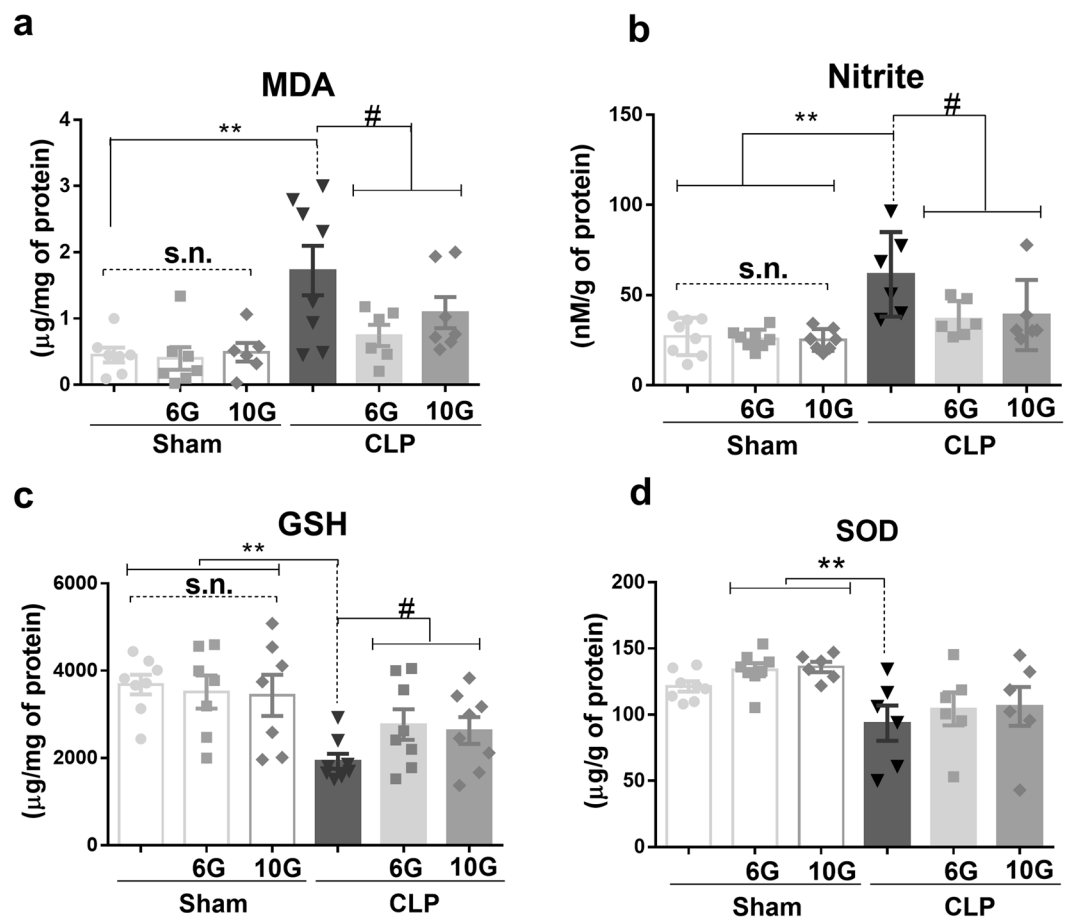 a
MDA
(μg/mg of protein)
4
3
2
1
0
**
#
s.n.
6G
10G
6G
10G
Sham
CLP
b
Nitrite
(nM/g of protein)
150
100
50
0
**
#
s.n.
6G
10G
6G
10G
Sham
CLP
c
GSH
(μg/mg of protein)
6000
4000
2000
0
**
s.n.
#
6G
10G
6G
10G
Sham
CLP
d
SOD
(μg/g of protein)
200
150
100
50
0
**
6G
10G
6G
10G
Sham
CLP